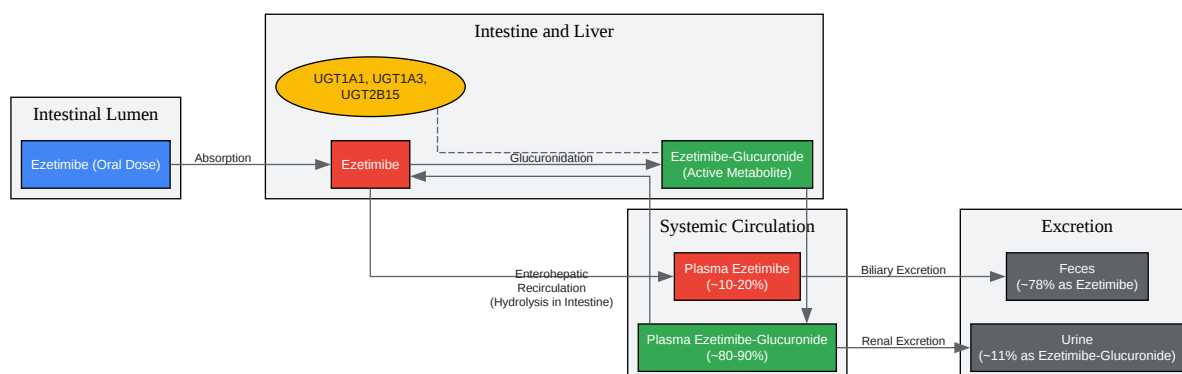 Intestine and Liver
UGT1A1, UGT1A3,
UGT2B15
Intestinal Lumen
Ezetimibe (Oral Dose)
Absorption
Ezetimibe
Glucuronidation
Ezetimibe-Glucuronide
(Active Metabolite)
Systemic Circulation
Excretion
Enterohepatic
Recirculation
(Hydrolysis in Intestine)
Plasma Ezetimibe
(~10-20%)
Biliary Excretion
Feces
(~78% as Ezetimibe)
Plasma Ezetimibe-Glucuronide
(~80-90%)
Renal Excretion
Urine
(~11% as Ezetimibe-Glucuronide)